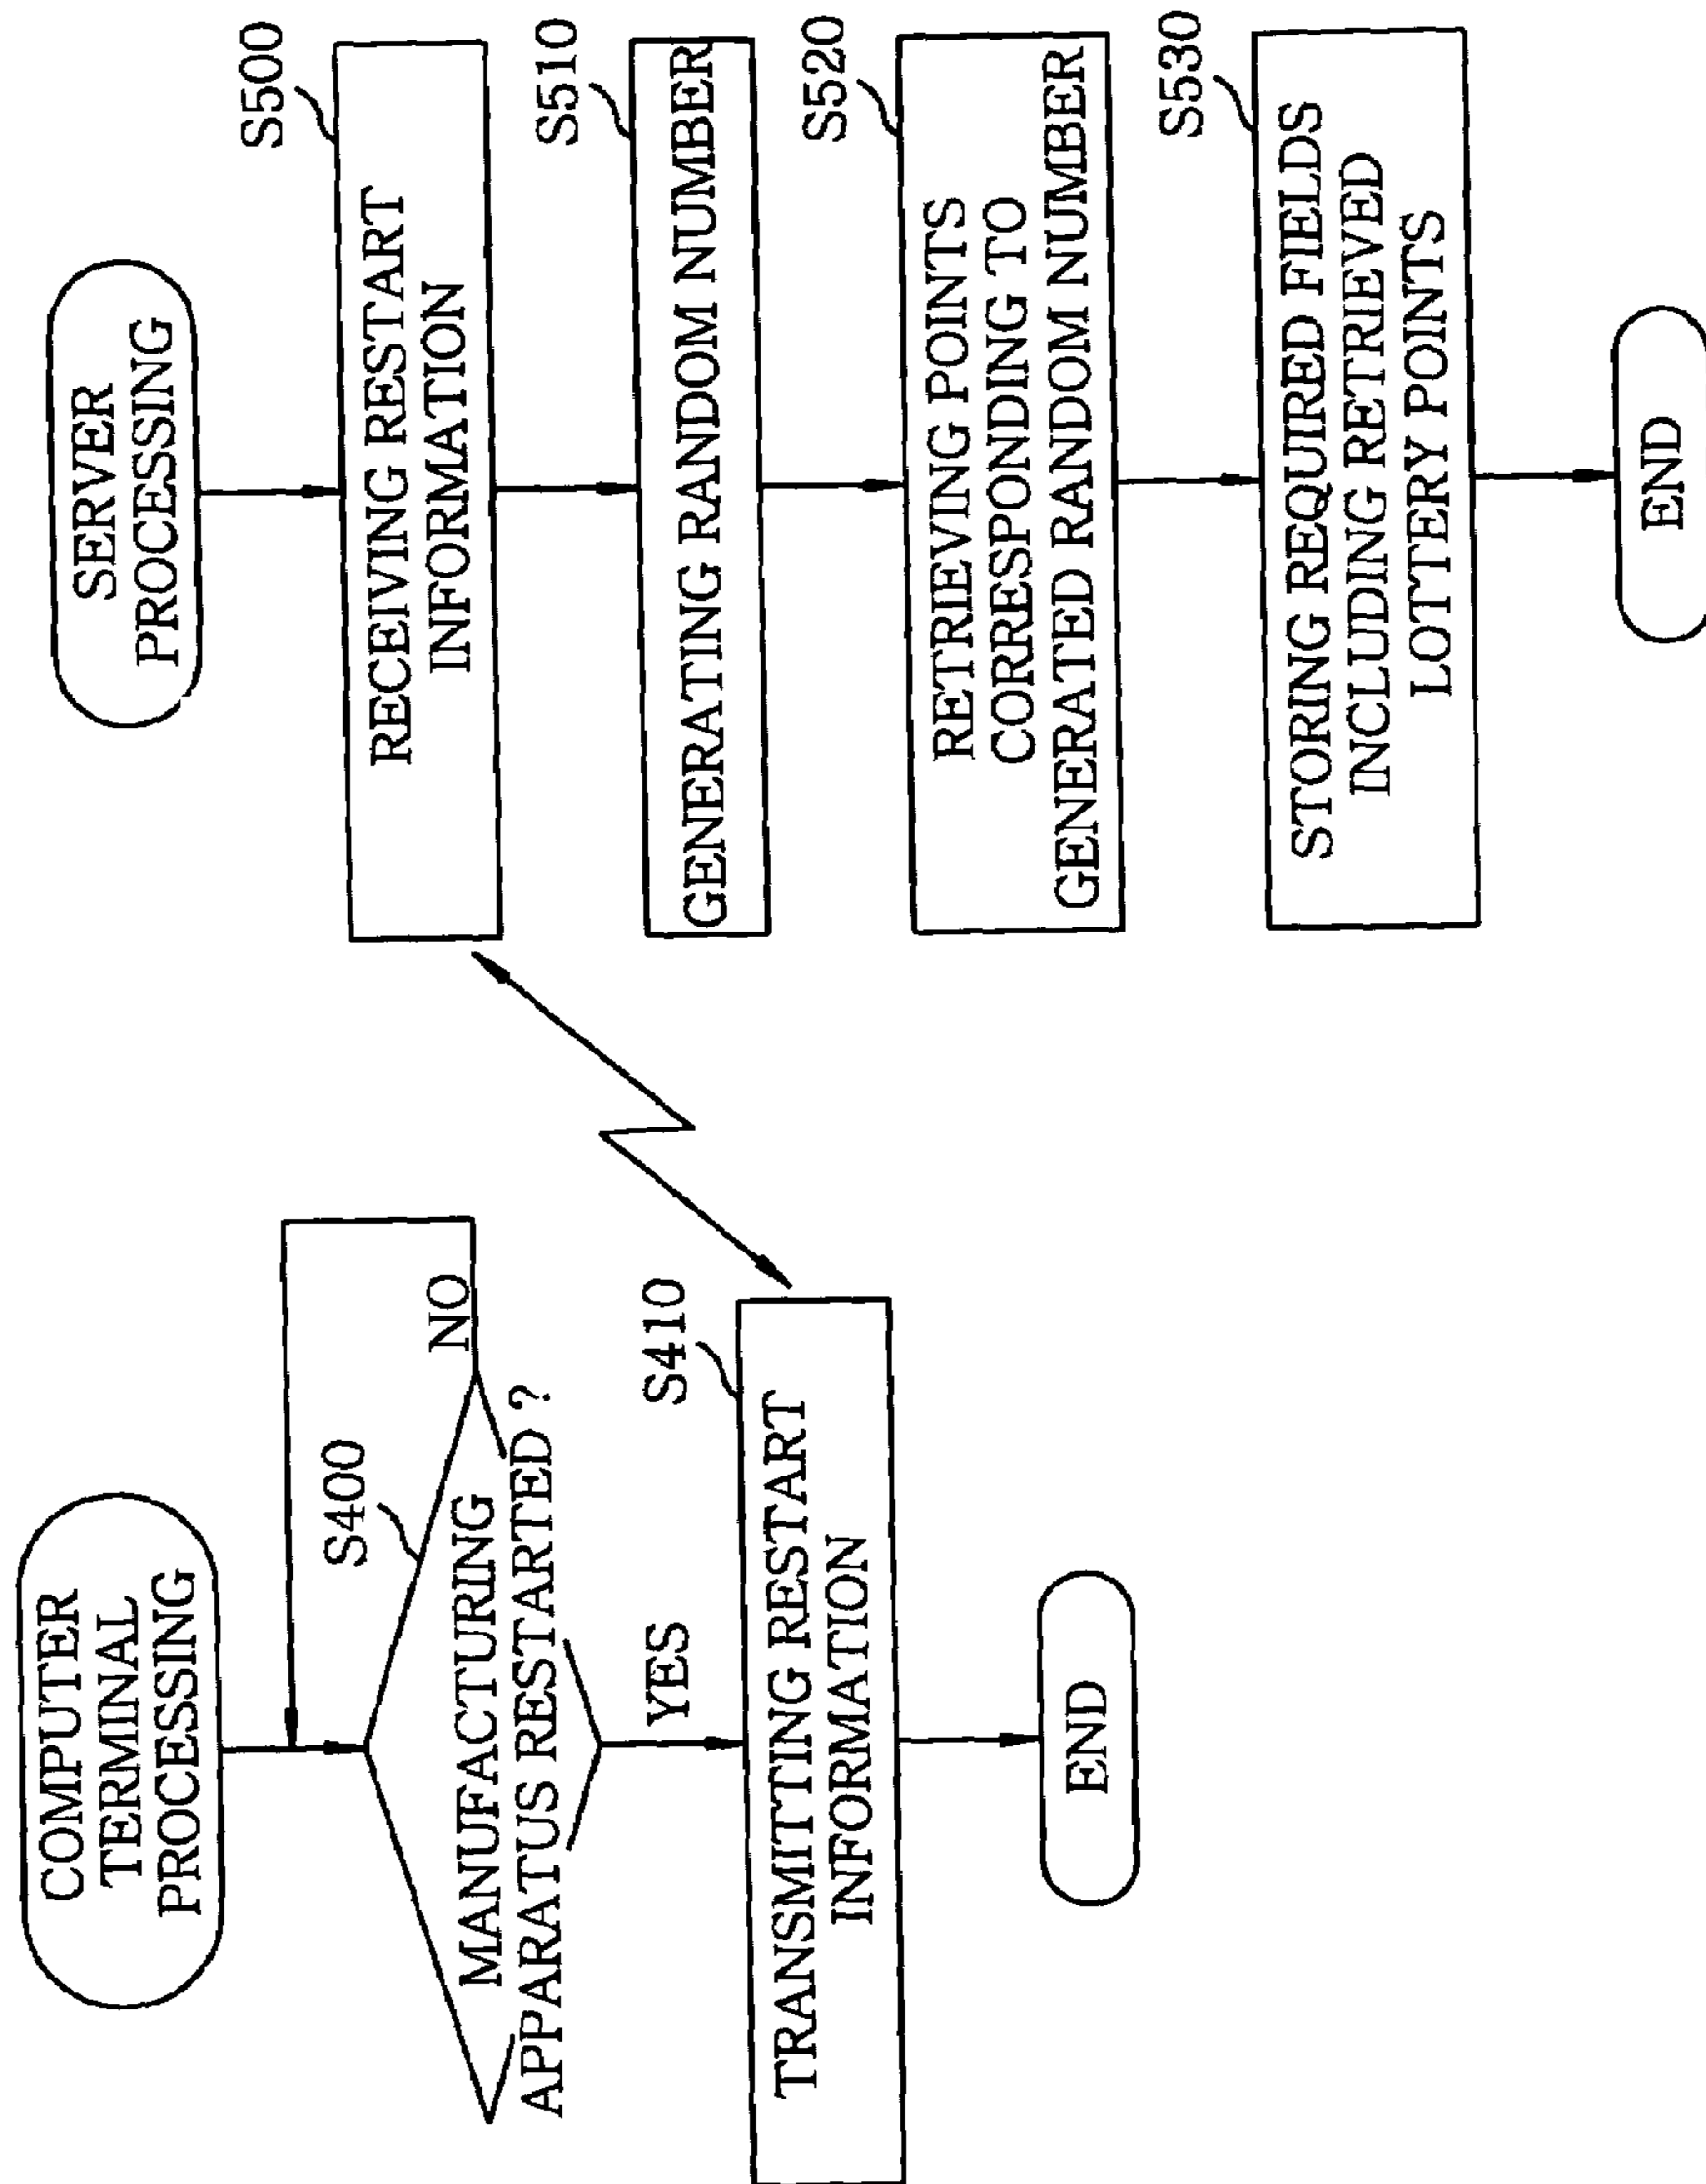 COMPUTER
TERMINAL
PROCESSING
S400
MANUFACTURING
APPARATUS RESTARTED ?
NO
YES
S410
TRANSMITTING RESTART
INFORMATION
END
SERVER
PROCESSING
S500
RECEIVING RESTART
INFORMATION
S510
GENERATING RANDOM NUMBER
S520
RETRIEVING POINTS
CORRESPONDING TO
GENERATED RANDOM NUMBER
S530
STORING REQUIRED FIELDS
INCLUDING RETRIEVED
LOTTERY POINTS
END